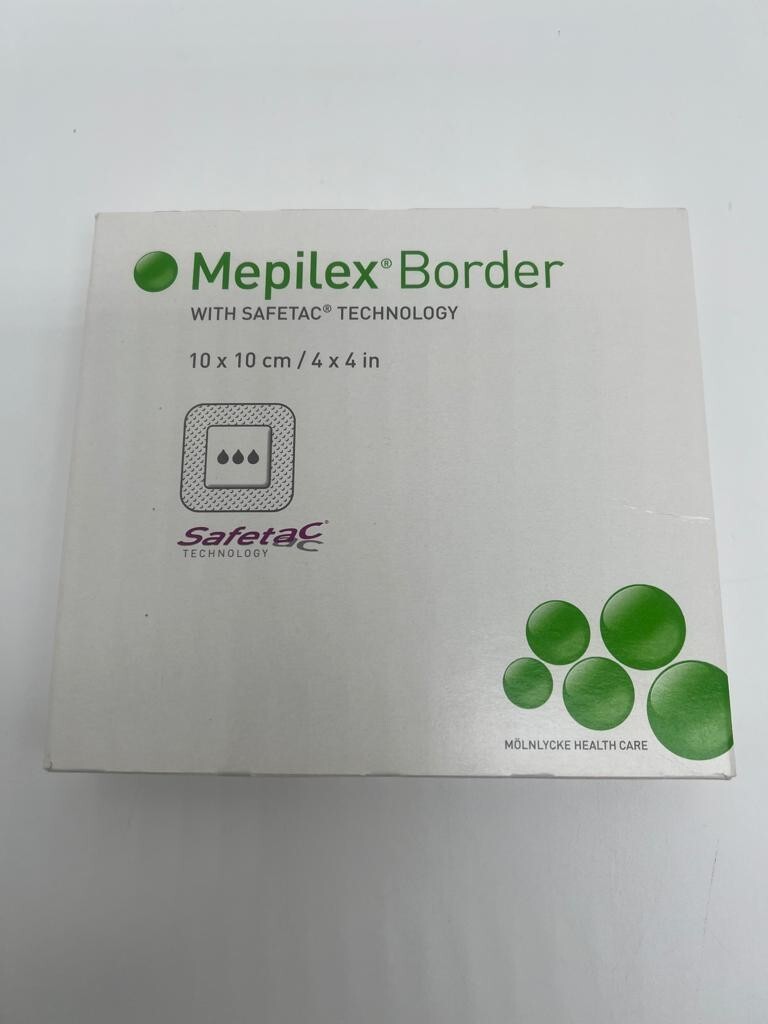 Mepilex® Border
WITH SAFETAC® TECHNOLOGY
10 x 10 cm / 4 x 4 in
Safetac®
TECHNOLOGY
MÖLNLYCKE HEALTH CARE